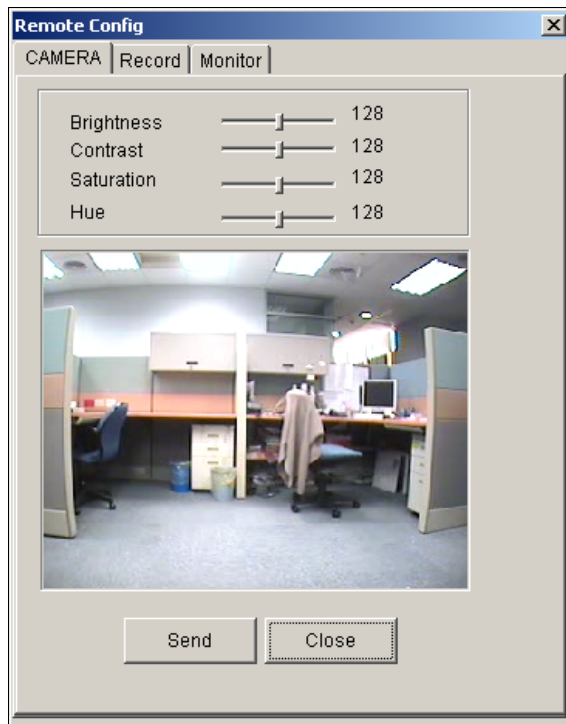 Remote Config
CAMERA Record Monitor
Brightness 128
Contrast 128
Saturation 128
Hue 128
Send Close